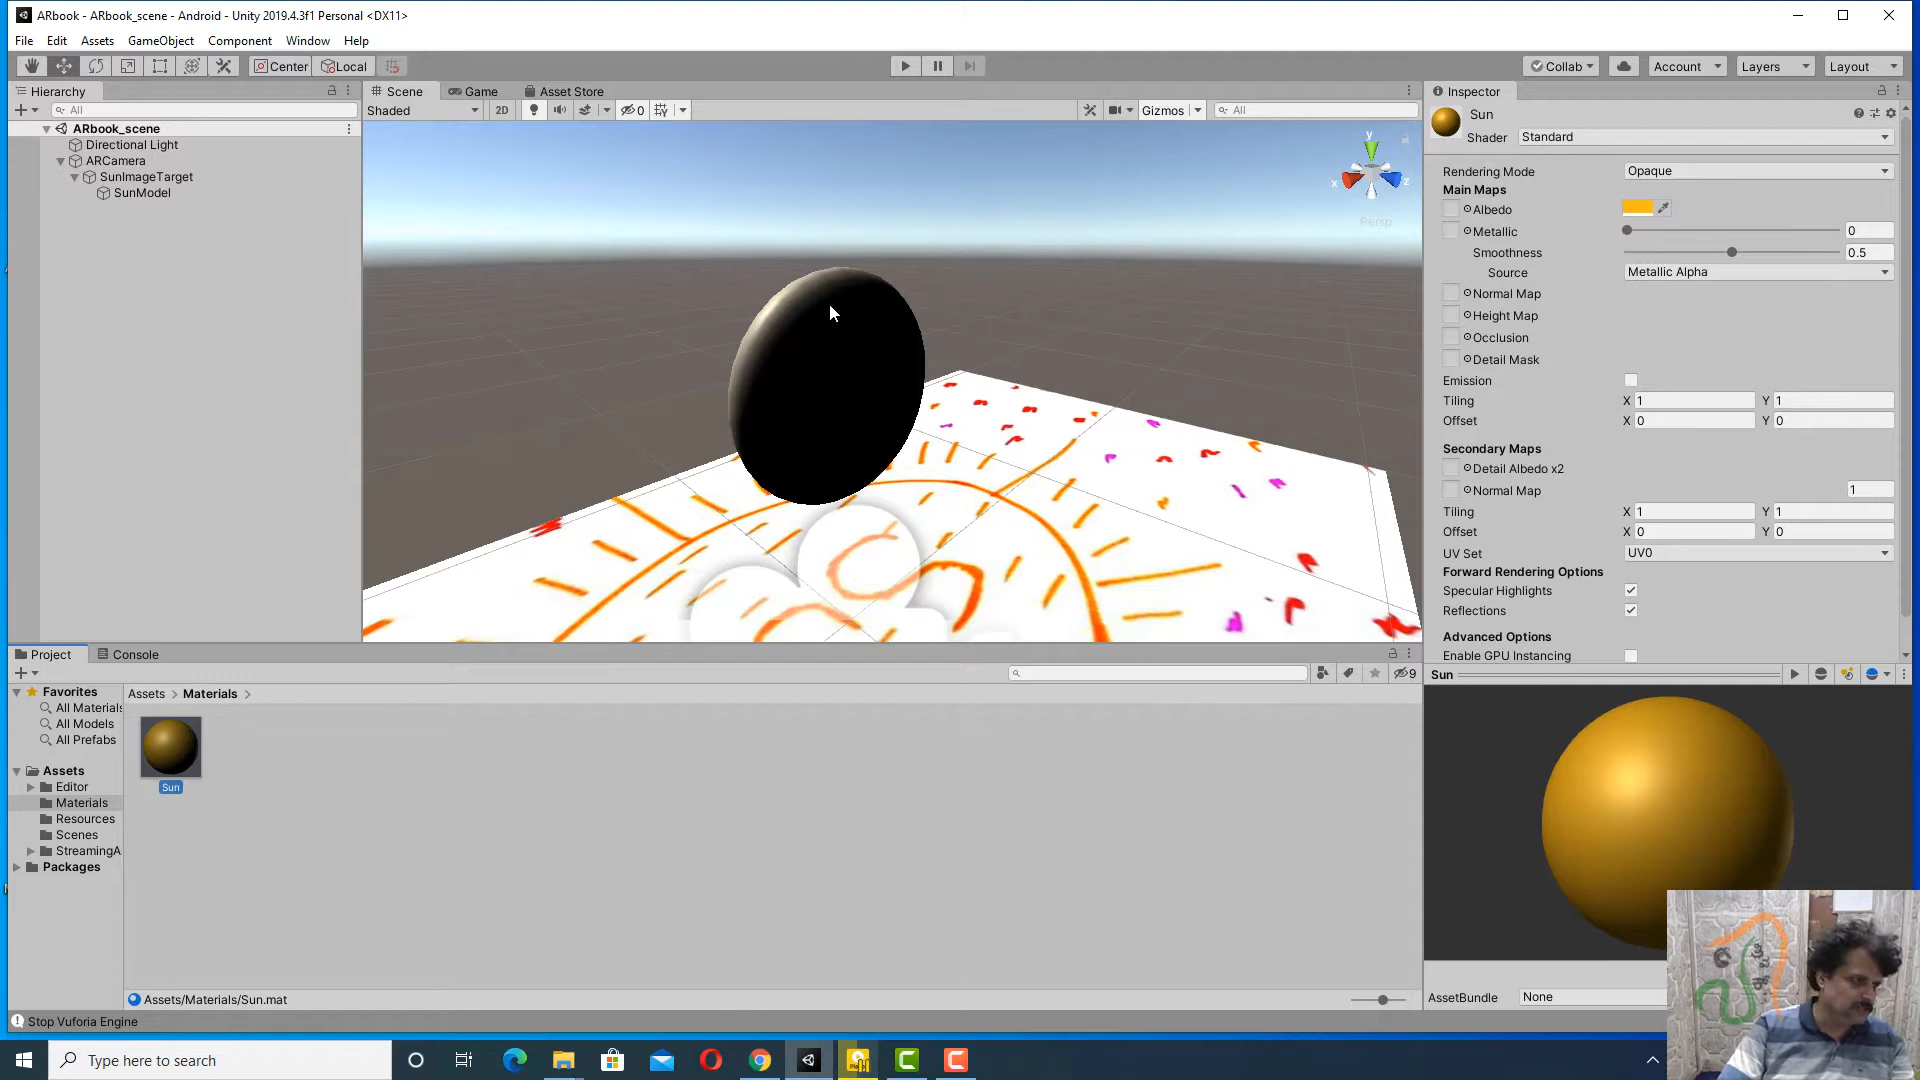 ARbook - ARbook_scene - Android - Unity 2019.4.3f1 Personal <DX11>
File Edit Assets GameObject Component Window Help
Center Local Collab Account Layers Layout
Hierarchy
All
ARbook_scene
Directional Light
ARCamera
SunImageTarget
SunModel
Scene Game Asset Store
Shaded 2D 0 Gizmos All
y
x z
Persp
Inspector
Sun
Shader Standard
Rendering Mode Opaque
Main Maps
Albedo
Metallic 0
Smoothness 0.5
Source Metallic Alpha
Normal Map
Height Map
Occlusion
Detail Mask
Emission
Tiling X 1 Y 1
Offset X 0 Y 0
Secondary Maps
Detail Albedo x2
Normal Map 1
Tiling X 1 Y 1
Offset X 0 Y 0
UV Set UV0
Forward Rendering Options
Specular Highlights
Reflections
Advanced Options
Enable GPU Instancing
Sun
AssetBundle None
Project Console
9
Favorites
All Materials
All Models
All Prefabs
Assets
Editor
Materials
Resources
Scenes
StreamingA
Packages
Assets > Materials >
Sun
Assets/Materials/Sun.mat
Stop Vuforia Engine
Type here to search